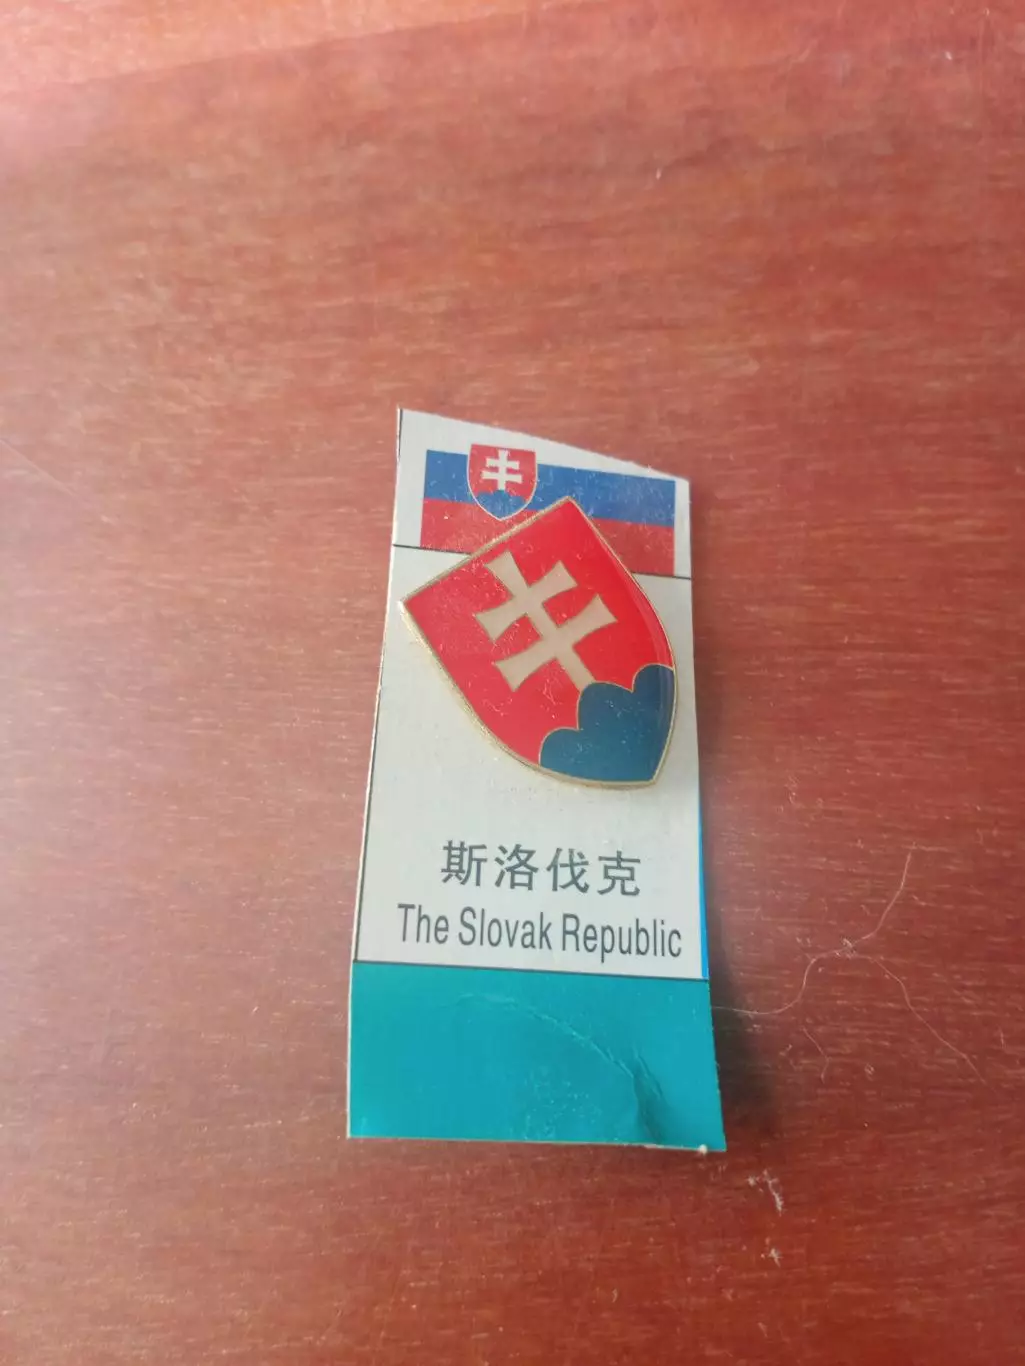 斯洛伐克
The Slovak Republic